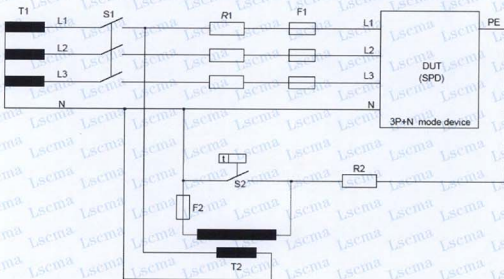 T1
L1
S1
R1
F1
L1
PE
L2
L2
DUT
(SPD)
L3
L3
N
N
3P+N mode device
t
S2
R2
F2
T2
Lscma